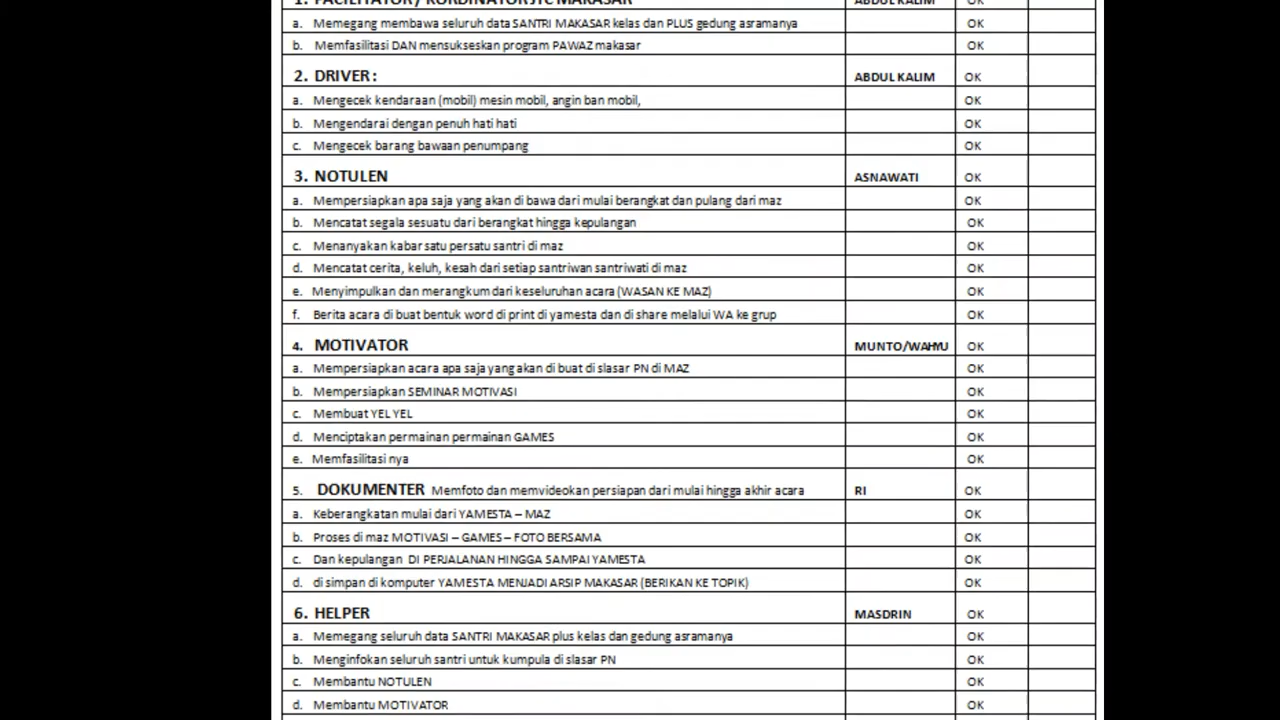 1. FACILITATOR / KORDINATOR JTC MAKASAR ABDUL KALIM OK
a. Memegang membawa seluruh data SANTRI MAKASAR kelas dan PLUS gedung asramanya OK
b. Memfasilitasi DAN mensukseskan program PAWAZ makasar OK
2. DRIVER : ABDUL KALIM OK
a. Mengecek kendaraan (mobil) mesin mobil, angin ban mobil, OK
b. Mengendarai dengan penuh hati hati OK
c. Mengecek barang bawaan penumpang OK
3. NOTULEN ASNAWATI OK
a. Mempersiapkan apa saja yang akan di bawa dari mulai berangkat dan pulang dari maz OK
b. Mencatat segala sesuatu dari berangkat hingga kepulangan OK
c. Menanyakan kabar satu persatu santri di maz OK
d. Mencatat cerita, keluh, kesah dari setiap santriwan santriwati di maz OK
e. Menyimpulkan dan merangkum dari keseluruhan acara (WASAN KE MAZ) OK
f. Berita acara di buat bentuk word di print di yamesta dan di share melalui WA ke grup OK
4. MOTIVATOR MUNTO/WAHYU OK
a. Mempersiapkan acara apa saja yang akan di buat di slasar PN di MAZ OK
b. Mempersiapkan SEMINAR MOTIVASI OK
c. Membuat YEL YEL OK
d. Menciptakan permainan permainan GAMES OK
e. Memfasilitasi nya OK
5. DOKUMENTER Memfoto dan memvideokan persiapan dari mulai hingga akhir acara RI OK
a. Keberangkatan mulai dari YAMESTA – MAZ OK
b. Proses di maz MOTIVASI – GAMES – FOTO BERSAMA OK
c. Dan kepulangan DI PERJALANAN HINGGA SAMPAI YAMESTA OK
d. di simpan di komputer YAMESTA MENJADI ARSIP MAKASAR (BERIKAN KE TOPIK) OK
6. HELPER MASDRIN OK
a. Memegang seluruh data SANTRI MAKASAR plus kelas dan gedung asramanya OK
b. Menginfokan seluruh santri untuk kumpula di slasar PN OK
c. Membantu NOTULEN OK
d. Membantu MOTIVATOR OK